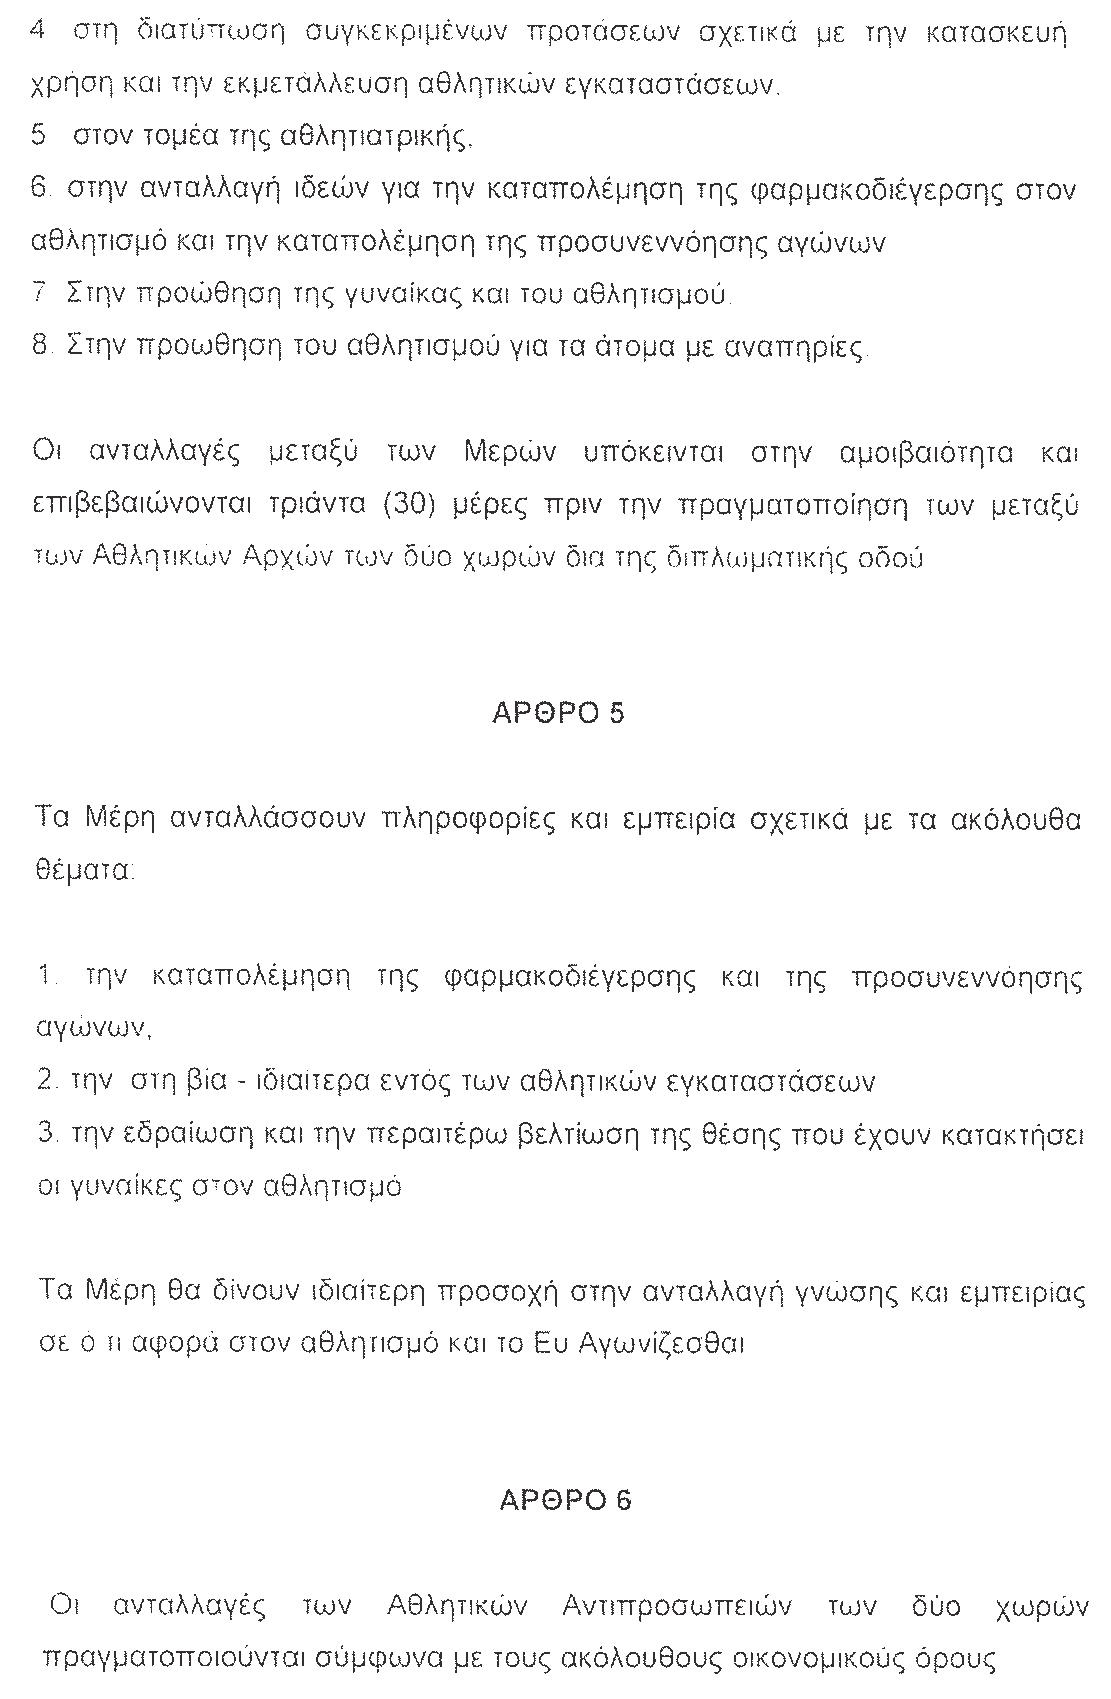 4 στη διατύπωση συγκεκριμένων προτάσεων σχετικά με την κατασκευή
χρήση και την εκμετάλλευση αθλητικών εγκαταστάσεων.
5 στον τομέα της αθλητιατρικής.
6. στην ανταλλαγή ιδεών για την καταπολέμηση της φαρμακοδιέγερσης στον
αθλητισμό και την καταπολέμηση της προσυνεννόησης αγώνων
7 Στην προώθηση της γυναίκας και του αθλητισμού.
8. Στην προωθηση του αθλητισμού για τα άτομα με αναπηρίες.
Οι ανταλλαγές μεταξύ των Μερών υπόκεινται στην αμοιβαιότητα και
επιβεβαιώνονται τριάντα (30) μέρες πριν την πραγματοποίηση των μεταξύ
των Αθλητικών Αρχών των δύο χωρών δια της διπλωματικής οδού
ΑΡΘΡΟ 5
Τα Μέρη ανταλλάσσουν πληροφορίες και εμπειρία σχετικά με τα ακόλουθα
θέματα:
1. την καταπολέμηση της φαρμακοδιέγερσης και της προσυνεννόησης
αγώνων,
2. την στη βία - ιδιαίτερα εντός των αθλητικών εγκαταστάσεων
3. την εδραίωση και την περαιτέρω βελτίωση της θέσης που έχουν κατακτήσει
οι γυναίκες στον αθλητισμό
Τα Μέρη θα δίνουν ιδιαίτερη προσοχή στην ανταλλαγή γνώσης και εμπειρίας
σε ό τι αφορά στον αθλητισμό και το Ευ Αγωνίζεσθαι
ΑΡΘΡΟ 6
Οι ανταλλαγές των Αθλητικών Αντιπροσωπειών των δύο χωρών
πραγματοποιούνται σύμφωνα με τους ακόλουθους οικονομικούς όρους